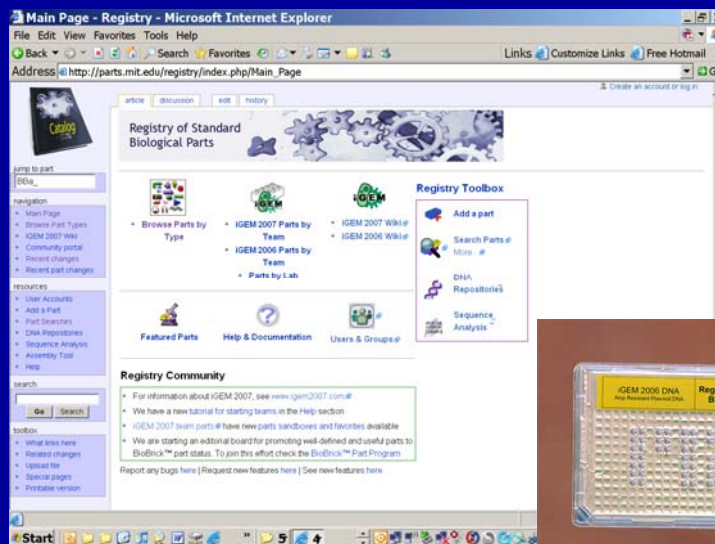 Main Page - Registry - Microsoft Internet Explorer
File Edit View Favorites Tools Help
Back Search Favorites Links Customize Links Free Hotmail
Address http://parts.mit.edu/registry/index.php/Main_Page
Create an account or log in
Catalog
article discussion edit history
Registry of Standard
Biological Parts
jump to part
BBa_
navigation
Main Page
Browse Part Types
iGEM 2007 Wiki
Community portal
Recent changes
Recent part changes
resources
User Accounts
Add a Part
Part Searches
DNA Repositories
Sequence Analysis
Assembly Tool
Help
search
Go Search
toolbox
What links here
Related changes
Upload file
Special pages
Printable version
iGEM
iGEM
Browse Parts by
Type
iGEM 2007 Parts by
Team
iGEM 2006 Parts by
Team
Parts by Lab
iGEM 2007 Wiki
iGEM 2006 Wiki
Featured Parts
Help & Documentation
Users & Groups
Registry Toolbox
Add a part
Search Parts
More..
DNA
Repositories
Sequence
Analysis
Registry Community
For information about iGEM 2007, see www.igem2007.com
We have a new tutorial for starting teams in the Help section
iGEM 2007 team parts have new parts sandboxes and favorites available
We are starting an editorial board for promoting well-defined and useful parts to
BioBrick™ part status. To join this effort check the BioBrick™ Part Program
Report any bugs here | Request new features here | See new features here
Start 5 4
iGEM 2006 DNA
Amp Resistant Plasmid DNA